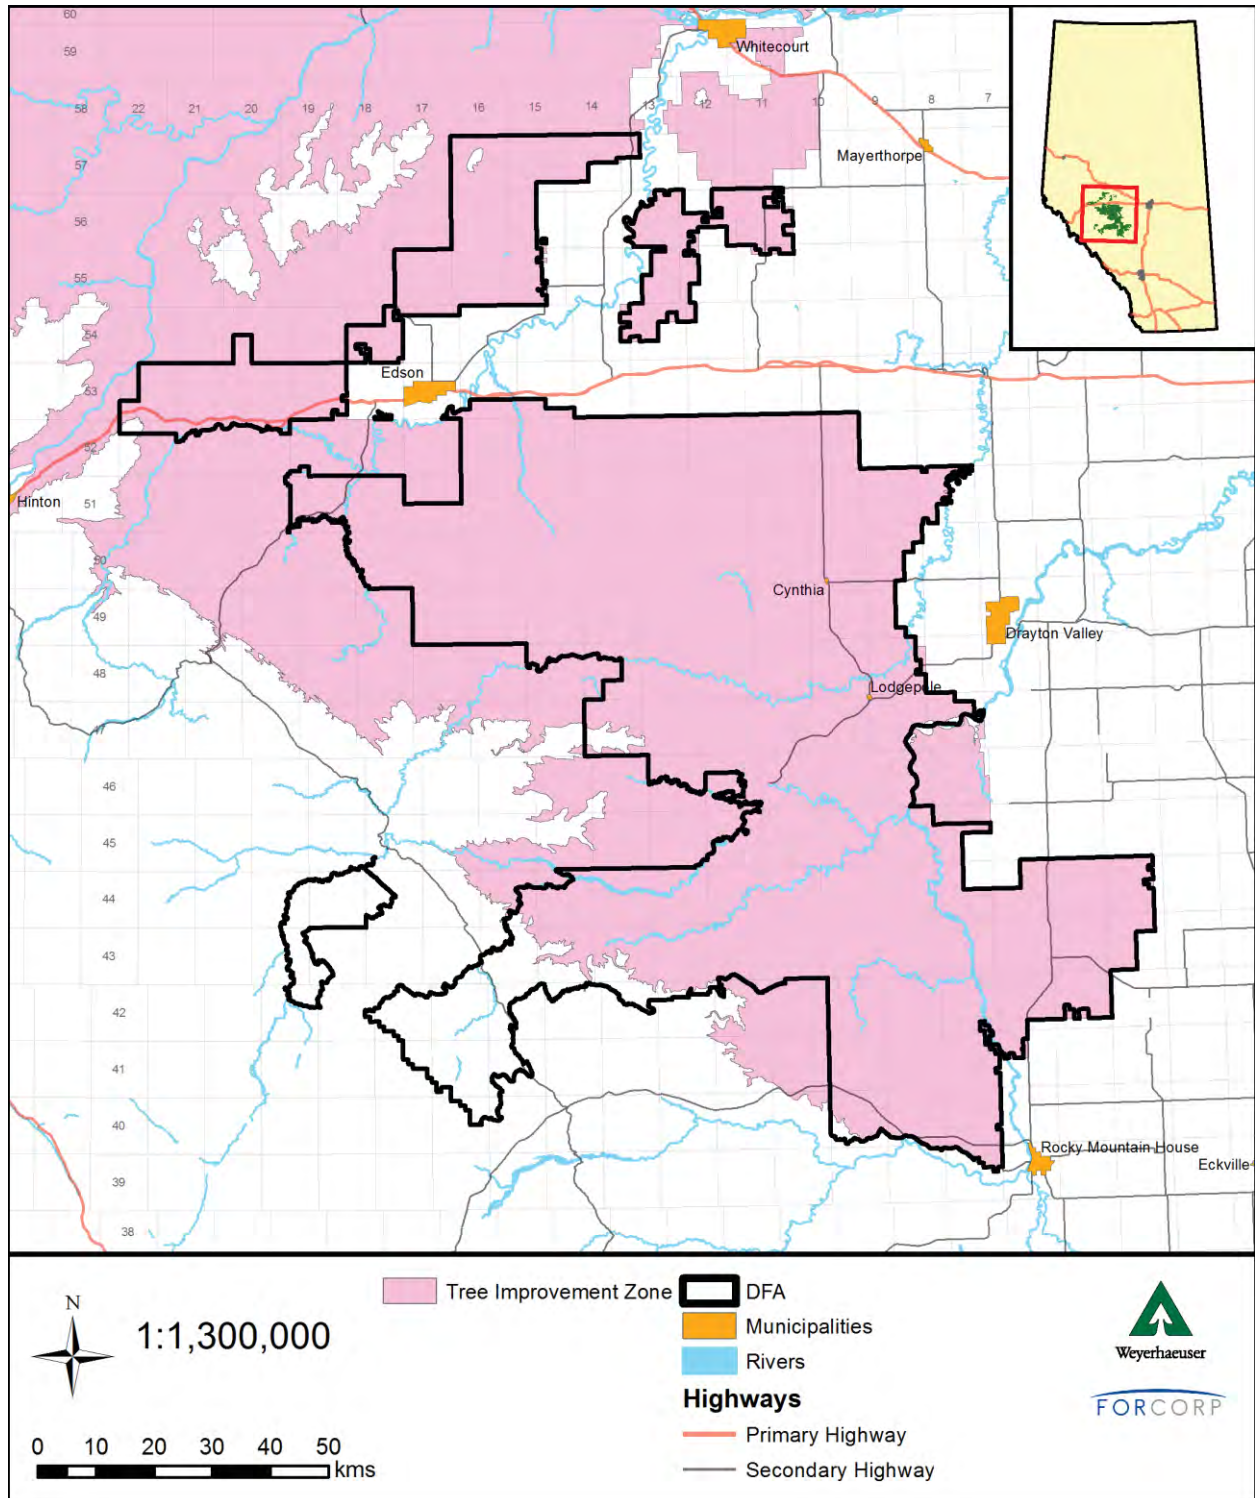 60
59
Whitecourt
58 22 21 20 19 18 17 16 15 14 13 12 11 10 9 8 7
Mayerthorpe
57
56
55
54
Edson
53
52
Hinton
51
50
Cynthia
49
Drayton Valley
48
Lodgepole
46
45
44
43
42
41
40
Rocky Mountain House
Eckville
39
38
N
1:1,300,000
0 10 20 30 40 50
kms
Tree Improvement Zone
DFA
Municipalities
Rivers
Highways
Primary Highway
Secondary Highway
Weyerhaeuser
FORCORP